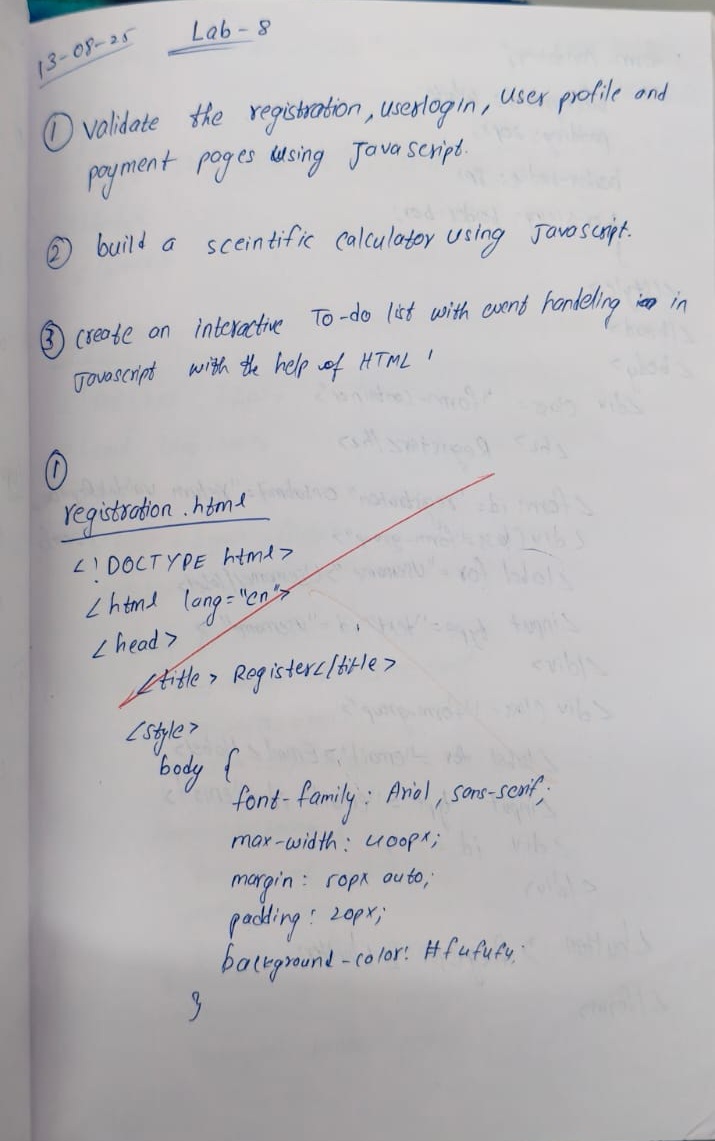 13-08-25
Lab-8
① validate the registration, userlogin, user profile and
payment pages using Javascript.
② build a sceintific calculator using Javascript.
③ create an interactive To-do list with event handeling in
Javascript with the help of HTML
①
registration.html
<!DOCTYPE html>
<html lang="en">
<head>
<title> Register</title>
<style>
body {
font-family: Arial, sans-serif;
max-width: 400px;
margin: 50px auto;
padding: 20px;
background-color: #f4f4f4;
}